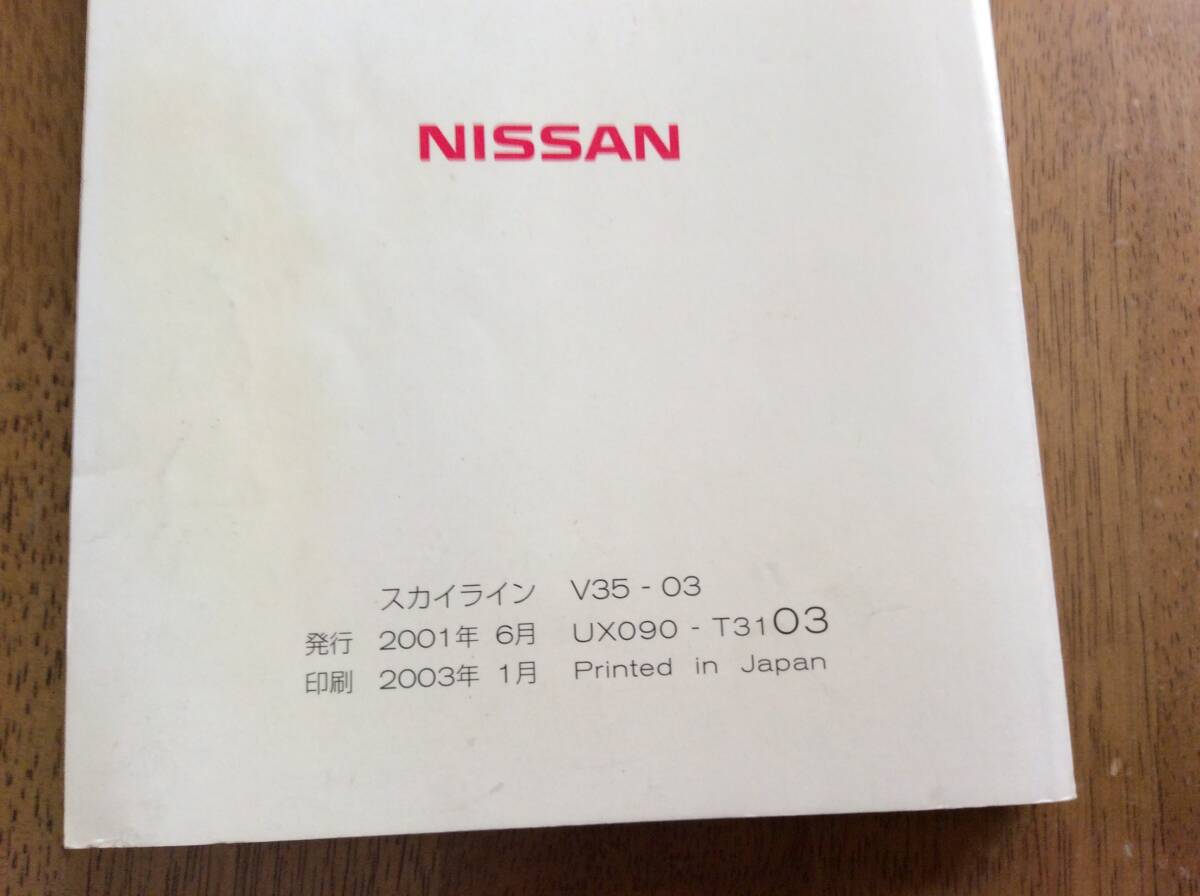 NISSAN
スカイライン V35 - 03
発行 2001年 6月 UX090 - T3103
印刷 2003年 1月 Printed in Japan